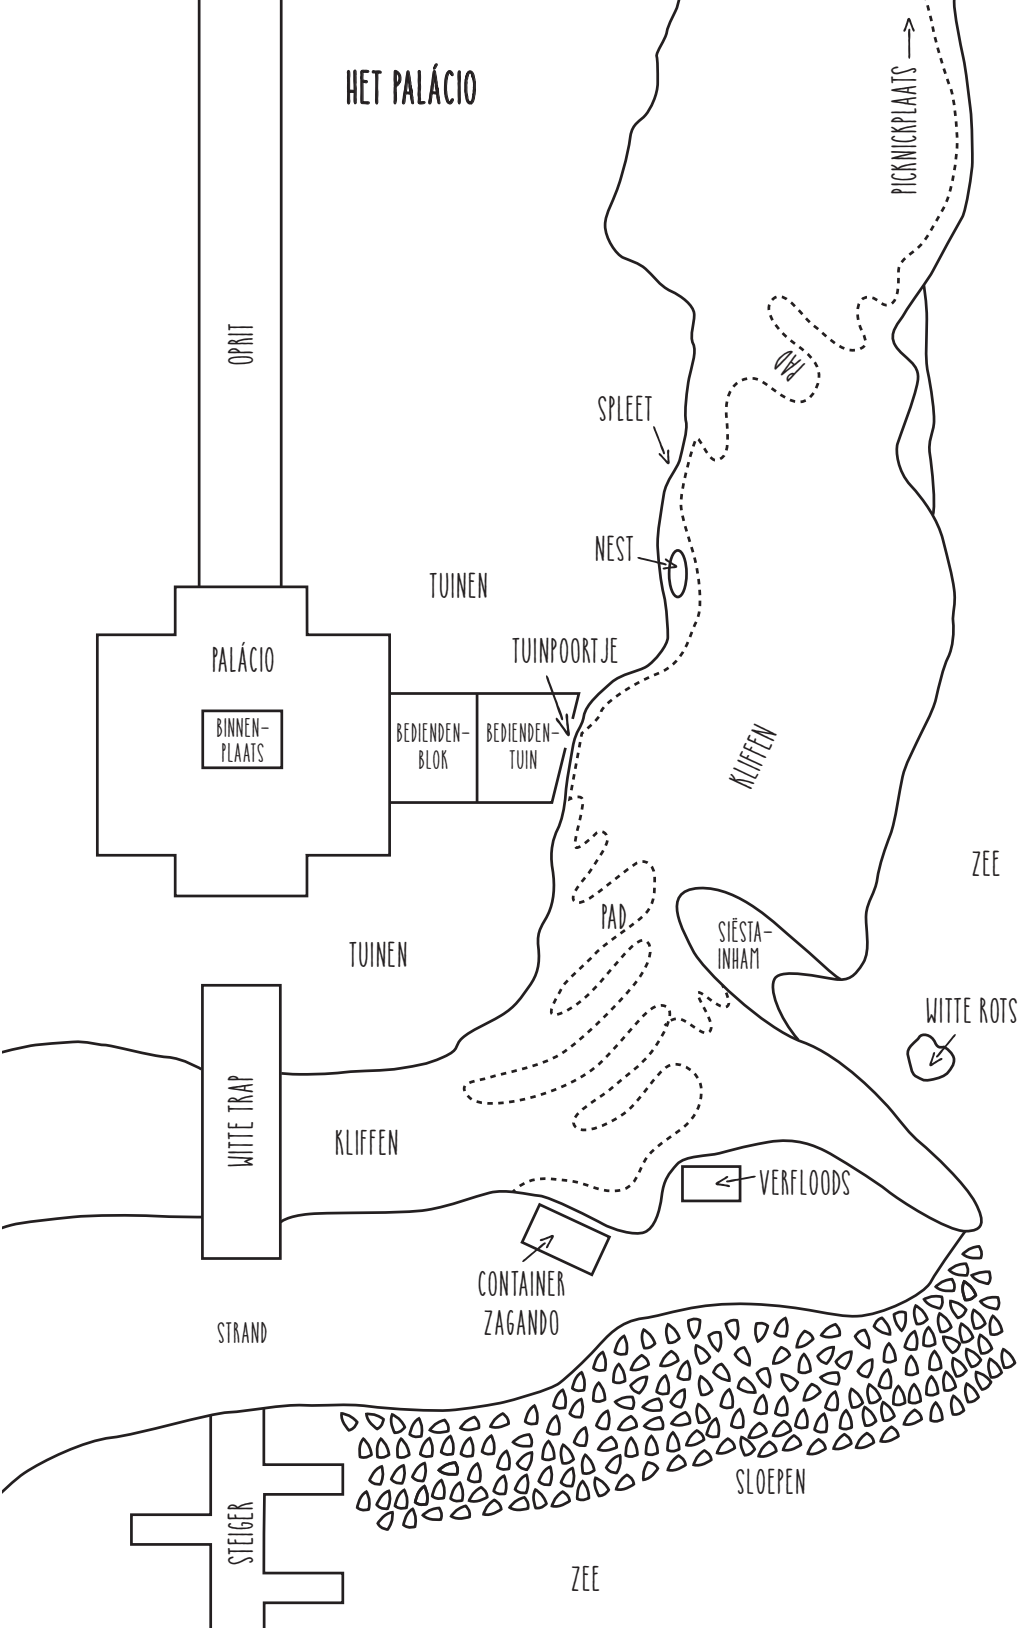 HET PALÁCIO
PICKNICKPLAATS
OPRIT
PAD
SPLEET
NEST
TUINEN
TUINPOORTJE
PALÁCIO
BINNEN-
PLAATS
BEDIENDEN-
BLOK
BEDIENDEN-
TUIN
KLIFFEN
ZEE
PAD
SIËSTA-
INHAM
TUINEN
WITTE ROTS
WITTE TRAP
KLIFFEN
VERFLOODS
CONTAINER
ZAGANDO
STRAND
SLOEPEN
STEIGER
ZEE